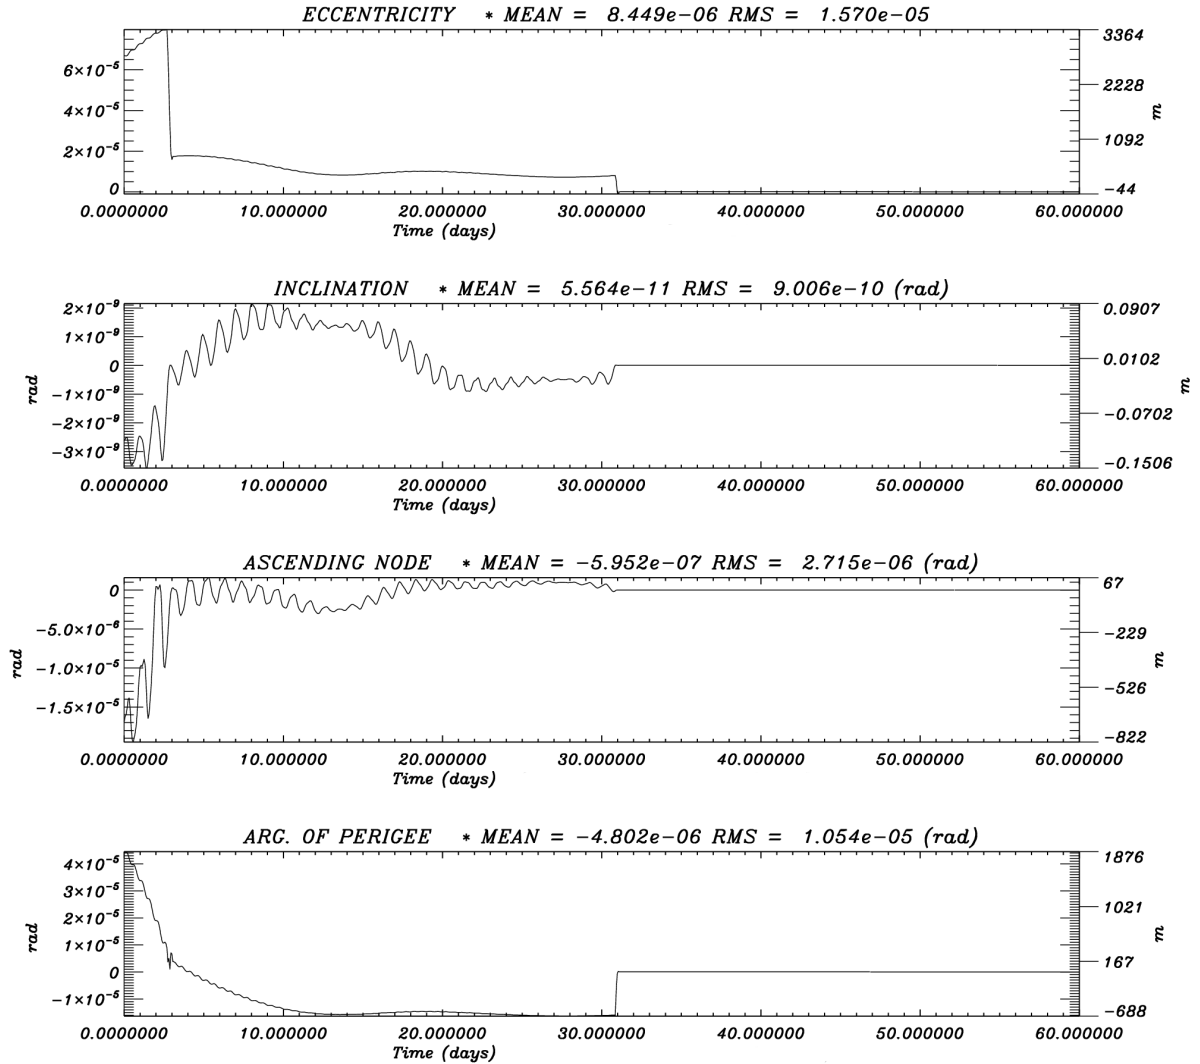 ECCENTRICITY * MEAN = 8.449e-06 RMS = 1.570e-05
6×10⁻⁵
4×10⁻⁵
2×10⁻⁵
0
3364
2228
1092
-44
m
0.0000000 10.000000 20.000000 30.000000 40.000000 50.000000 60.000000
Time (days)
INCLINATION * MEAN = 5.564e-11 RMS = 9.006e-10 (rad)
rad
2×10⁻⁹
1×10⁻⁹
0
-1×10⁻⁹
-2×10⁻⁹
-3×10⁻⁹
0.0907
0.0102
-0.0702
-0.1506
m
0.0000000 10.000000 20.000000 30.000000 40.000000 50.000000 60.000000
Time (days)
ASCENDING NODE * MEAN = -5.952e-07 RMS = 2.715e-06 (rad)
rad
0
-5.0×10⁻⁶
-1.0×10⁻⁵
-1.5×10⁻⁵
67
-229
-526
-822
m
0.0000000 10.000000 20.000000 30.000000 40.000000 50.000000 60.000000
Time (days)
ARG. OF PERIGEE * MEAN = -4.802e-06 RMS = 1.054e-05 (rad)
rad
4×10⁻⁵
3×10⁻⁵
2×10⁻⁵
1×10⁻⁵
0
-1×10⁻⁵
1876
1021
167
-688
m
0.0000000 10.000000 20.000000 30.000000 40.000000 50.000000 60.000000
Time (days)